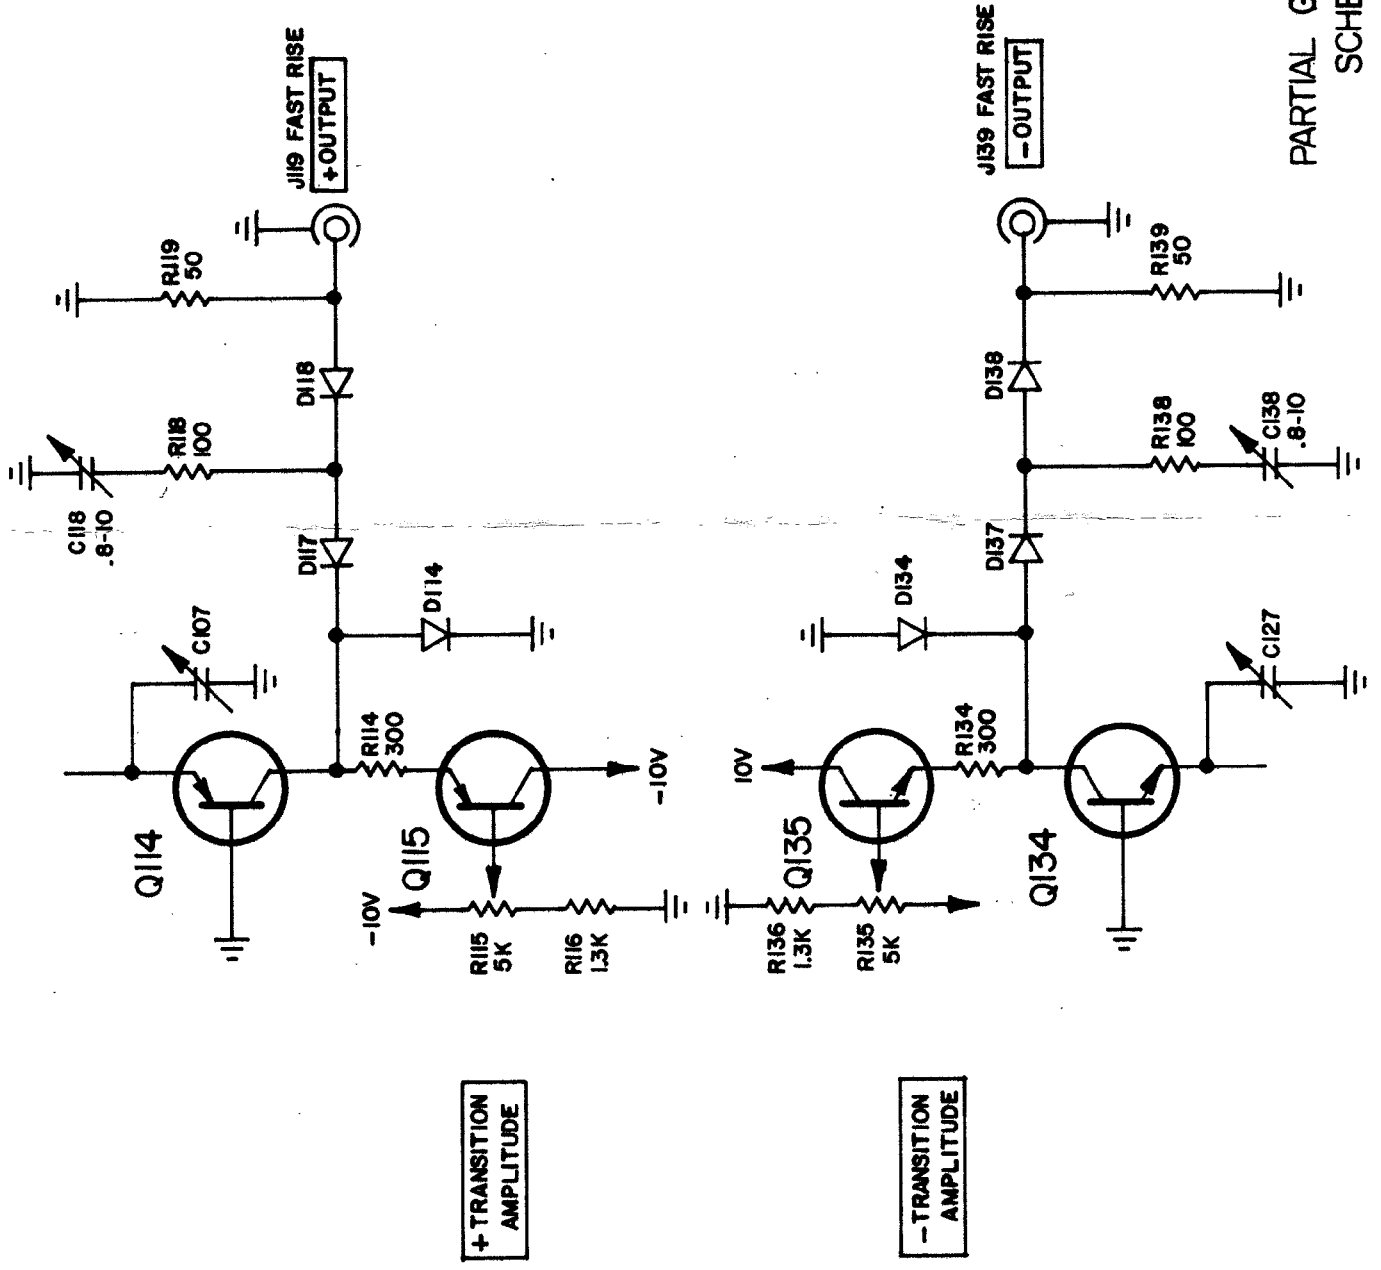 J119 FAST RISE
+OUTPUT
R119
50
D118
R118
100
C118
.8-10
D117
D114
C107
Q114
R114
300
-10V
Q115
-10V
R115
5K
R116
1.3K
+TRANSITION
AMPLITUDE
J139 FAST RISE
-OUTPUT
R139
50
D138
R138
100
C138
.8-10
D137
D134
C127
10V
R134
300
Q135
Q134
R136
1.3K
R135
5K
-TRANSITION
AMPLITUDE
PARTIAL G
SCHE